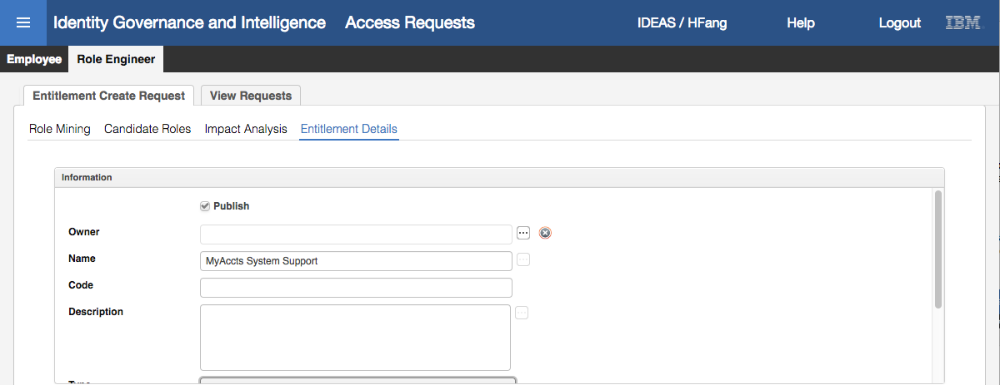 Identity Governance and Intelligence Access Requests IDEAS / HFang Help Logout IBM
Employee Role Engineer
Entitlement Create Request View Requests
Role Mining Candidate Roles Impact Analysis Entitlement Details
Information
Publish
Owner
Name MyAccts System Support
Code
Description